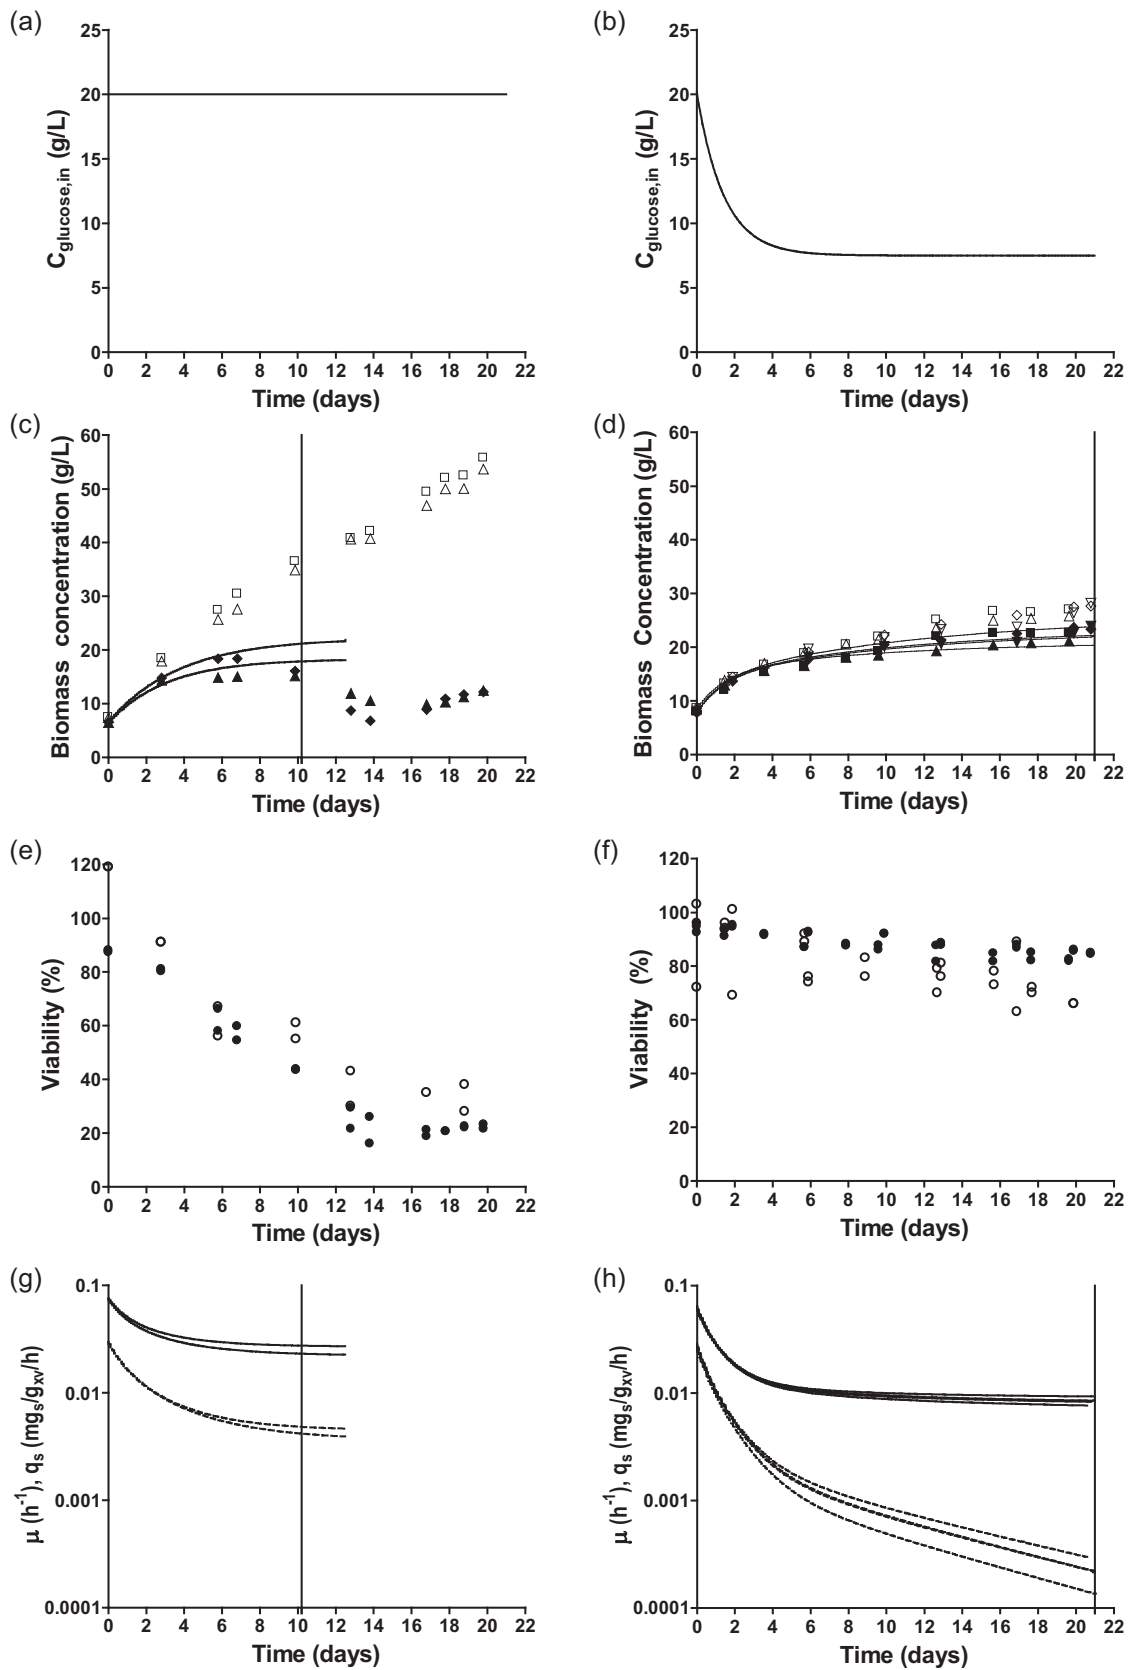 (a)
25
20
15
10
5
0
C_glucose,in (g/L)
0 2 4 6 8 10 12 14 16 18 20 22
Time (days)
(b)
25
20
15
10
5
0
C_glucose,in (g/L)
0 2 4 6 8 10 12 14 16 18 20 22
Time (days)
(c)
60
50
40
30
20
10
0
Biomass concentration (g/L)
0 2 4 6 8 10 12 14 16 18 20 22
Time (days)
(d)
60
50
40
30
20
10
0
Biomass Concentration (g/L)
0 2 4 6 8 10 12 14 16 18 20 22
Time (days)
(e)
120
100
80
60
40
20
0
Viability (%)
0 2 4 6 8 10 12 14 16 18 20 22
Time (days)
(f)
120
100
80
60
40
20
0
Viability (%)
0 2 4 6 8 10 12 14 16 18 20 22
Time (days)
(g)
0.1
0.01
0.001
0.0001
μ (h⁻¹), q_s (mg_s/g_xv/h)
0 2 4 6 8 10 12 14 16 18 20 22
Time (days)
(h)
0.1
0.01
0.001
0.0001
μ (h⁻¹), q_s (mg_s/g_xv/h)
0 2 4 6 8 10 12 14 16 18 20 22
Time (days)